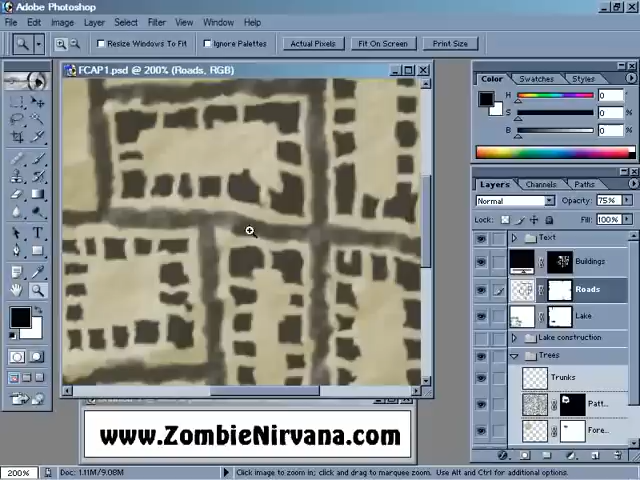 Adobe Photoshop
File Edit Image Layer Select Filter View Window Help
Resize Windows To Fit Ignore Palettes Actual Pixels Fit On Screen Print Size
FCAP1.psd @ 200% (Roads, RGB)
Color Swatches Styles
H 0 °
S 0 %
B 0 %
Layers Channels Paths
Normal Opacity: 75%
Lock: Fill: 100%
Text
Buildings
Roads
Lake
Lake construction
Trees
Trunks
Patt...
Fore...
www.ZombieNirvana.com
200% Doc: 1.11M/9.08M Click image to zoom in; click and drag to marquee zoom. Use Alt and Ctrl for additional options.